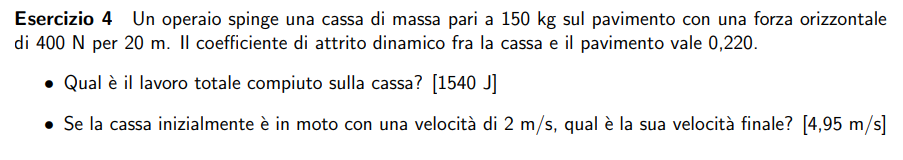 Esercizio 4 Un operaio spinge una cassa di massa pari a 150 kg sul pavimento con una forza orizzontale
di 400 N per 20 m. Il coefficiente di attrito dinamico fra la cassa e il pavimento vale 0,220.
• Qual è il lavoro totale compiuto sulla cassa? [1540 J]
• Se la cassa inizialmente è in moto con una velocità di 2 m/s, qual è la sua velocità finale? [4,95 m/s]